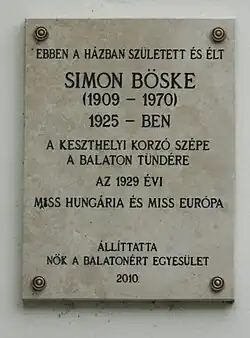 EBBEN A HÁZBAN SZÜLETETT ÉS ÉLT
SIMON BÖSKE
(1909 – 1970)
1925 – BEN
A KESZTHELYI KORZÓ SZÉPE
A BALATON TÜNDÉRE
AZ 1929 ÉVI
MISS HUNGÁRIA ÉS MISS EURÓPA
ÁLLÍTTATTA
NŐK A BALATONÉRT EGYESÜLET
2010.